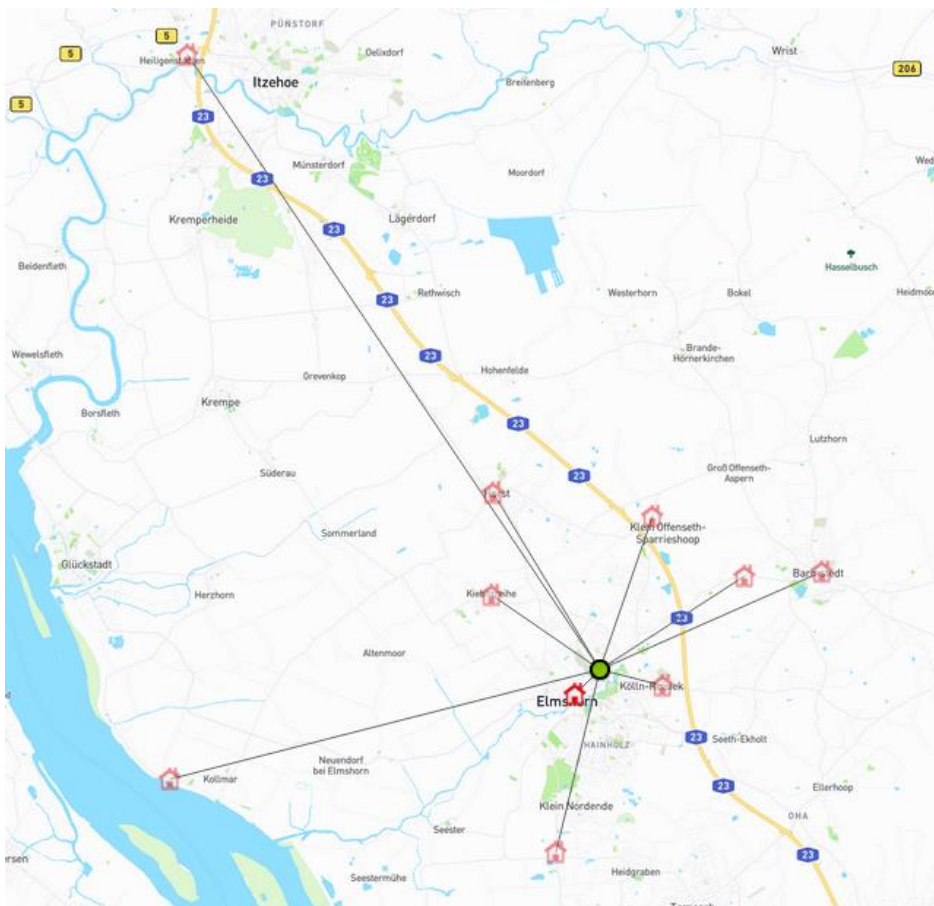 PÜNSTORF
5
5
Oelixdorf
Wrist
Heiligenstedten
Itzehoe
206
Breitenberg
5
23
Münsterdorf
Moordorf
23
Kremperheide
Lägerdorf
23
Hasselbusch
Beidenfleth
Rethwisch
23
Westerhorn
Bokel
Wewelsfleth
23
Brande-
Hörnerkirchen
Grevenkop
Hohenfelde
Krempe
Borsfleth
23
Lutzhorn
Süderau
23
Groß Offenseth-
Aspern
Klein Offenseth-
Sparrieshoop
Sommerland
Glückstadt
Herzhorn
23
Altenmoor
Kölln-Reisiek
Elmshorn
23
Seeth-Ekholt
HAINHOLZ
Neuendorf
bei Elmshorn
Kollmar
23
Ellerhoop
Klein Nordende
OHA
Seester
23
Heidgraben
Seestermühe